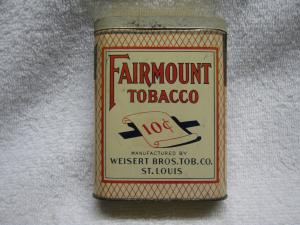 FAIRMOUNT
TOBACCO
10¢
MANUFACTURED BY
WEISERT BROS. TOB. CO.
ST. LOUIS